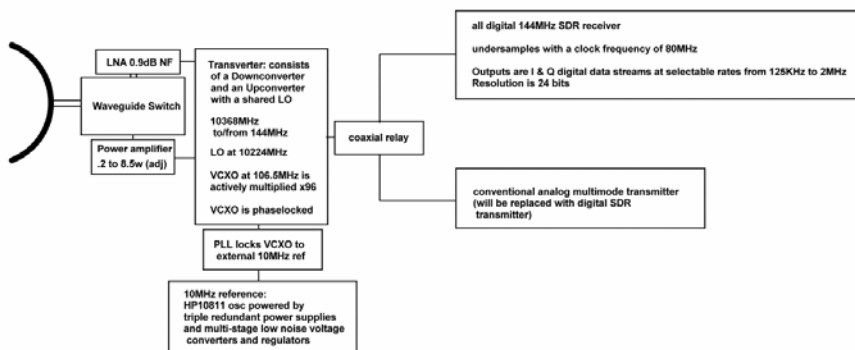 LNA 0.9dB NF
Waveguide Switch
Power amplifier
.2 to 8.5w (adj)
Transverter: consists
of a Downconverter
and an Upconverter
with a shared LO
10368MHz
to/from 144MHz
LO at 10224MHz
VCXO at 106.5MHz is
actively multiplied x96
VCXO is phaselocked
PLL locks VCXO to
external 10MHz ref
10MHz reference:
HP10811 osc powered by
triple redundant power supplies
and multi-stage low noise voltage
converters and regulators
coaxial relay
all digital 144MHz SDR receiver
undersamples with a clock frequency of 80MHz
Outputs are I & Q digital data streams at selectable rates from 125KHz to 2MHz
Resolution is 24 bits
conventional analog multimode transmitter
(will be replaced with digital SDR
transmitter)